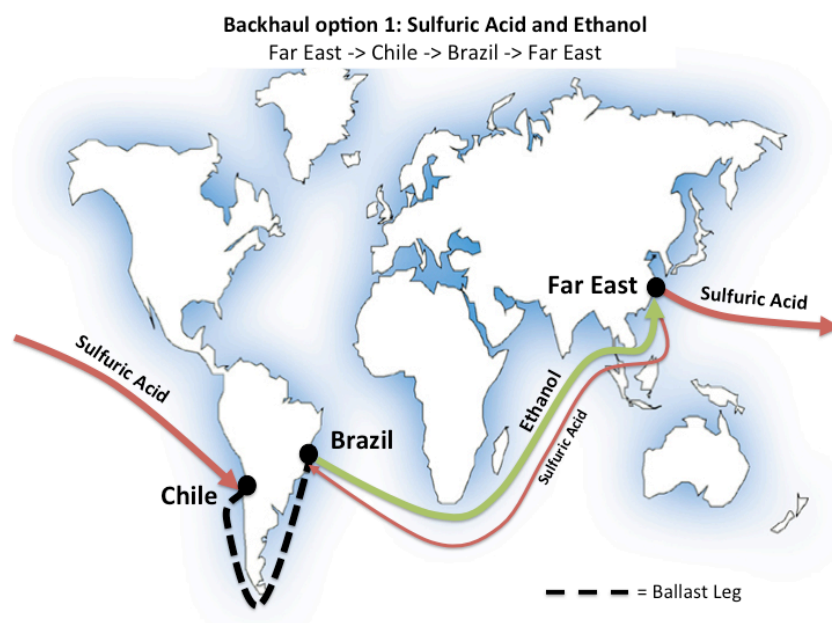 Backhaul option 1: Sulfuric Acid and Ethanol
Far East -> Chile -> Brazil -> Far East
Far East
Sulfuric Acid
Sulfuric Acid
Ethanol
Sulfuric Acid
Brazil
Chile
= Ballast Leg